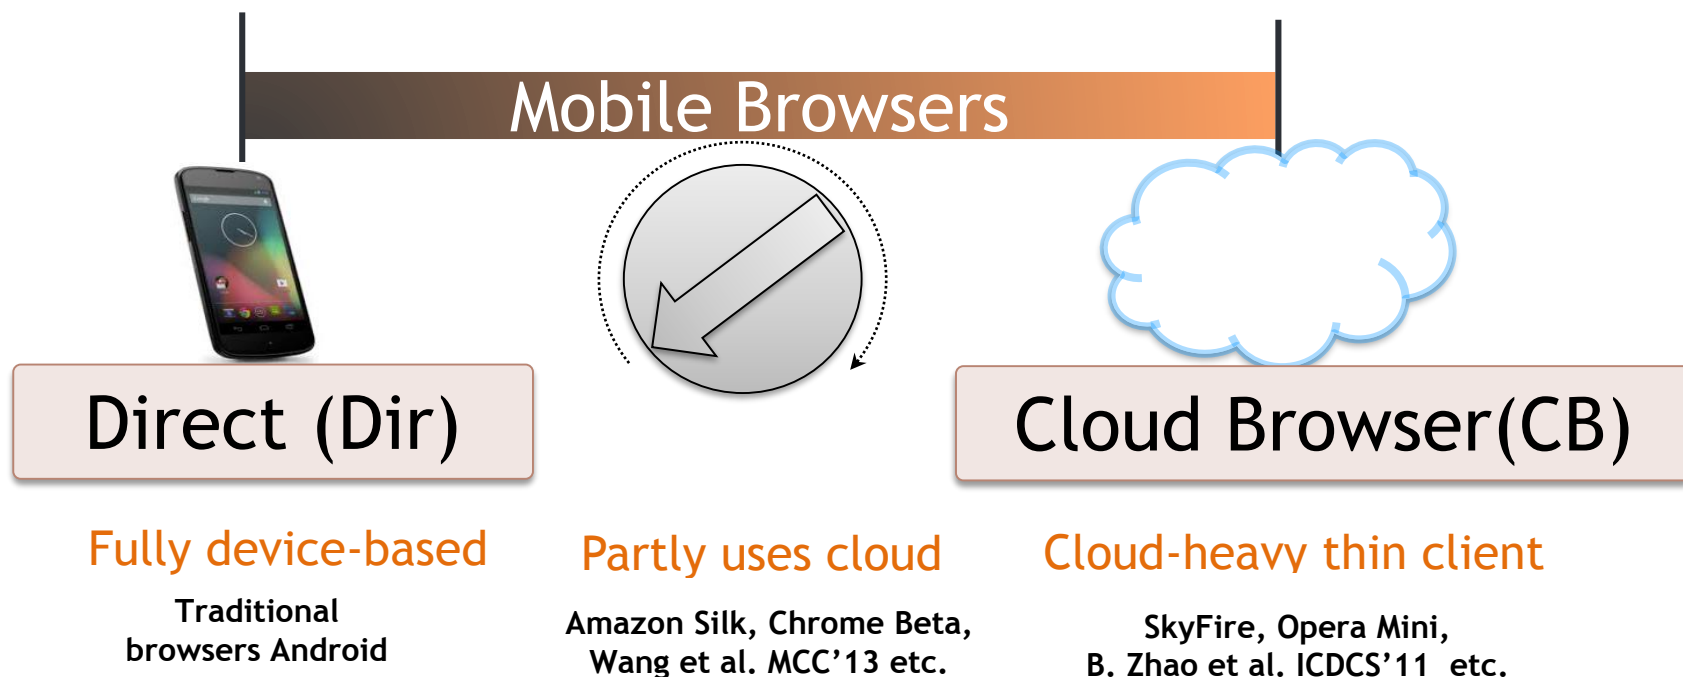 Mobile Browsers
Direct (Dir)
Cloud Browser(CB)
Fully device-based
Partly uses cloud
Cloud-heavy thin client
Traditional
browsers Android
Amazon Silk, Chrome Beta,
Wang et al. MCC’13 etc.
SkyFire, Opera Mini,
B. Zhao et al. ICDCS’11 etc.